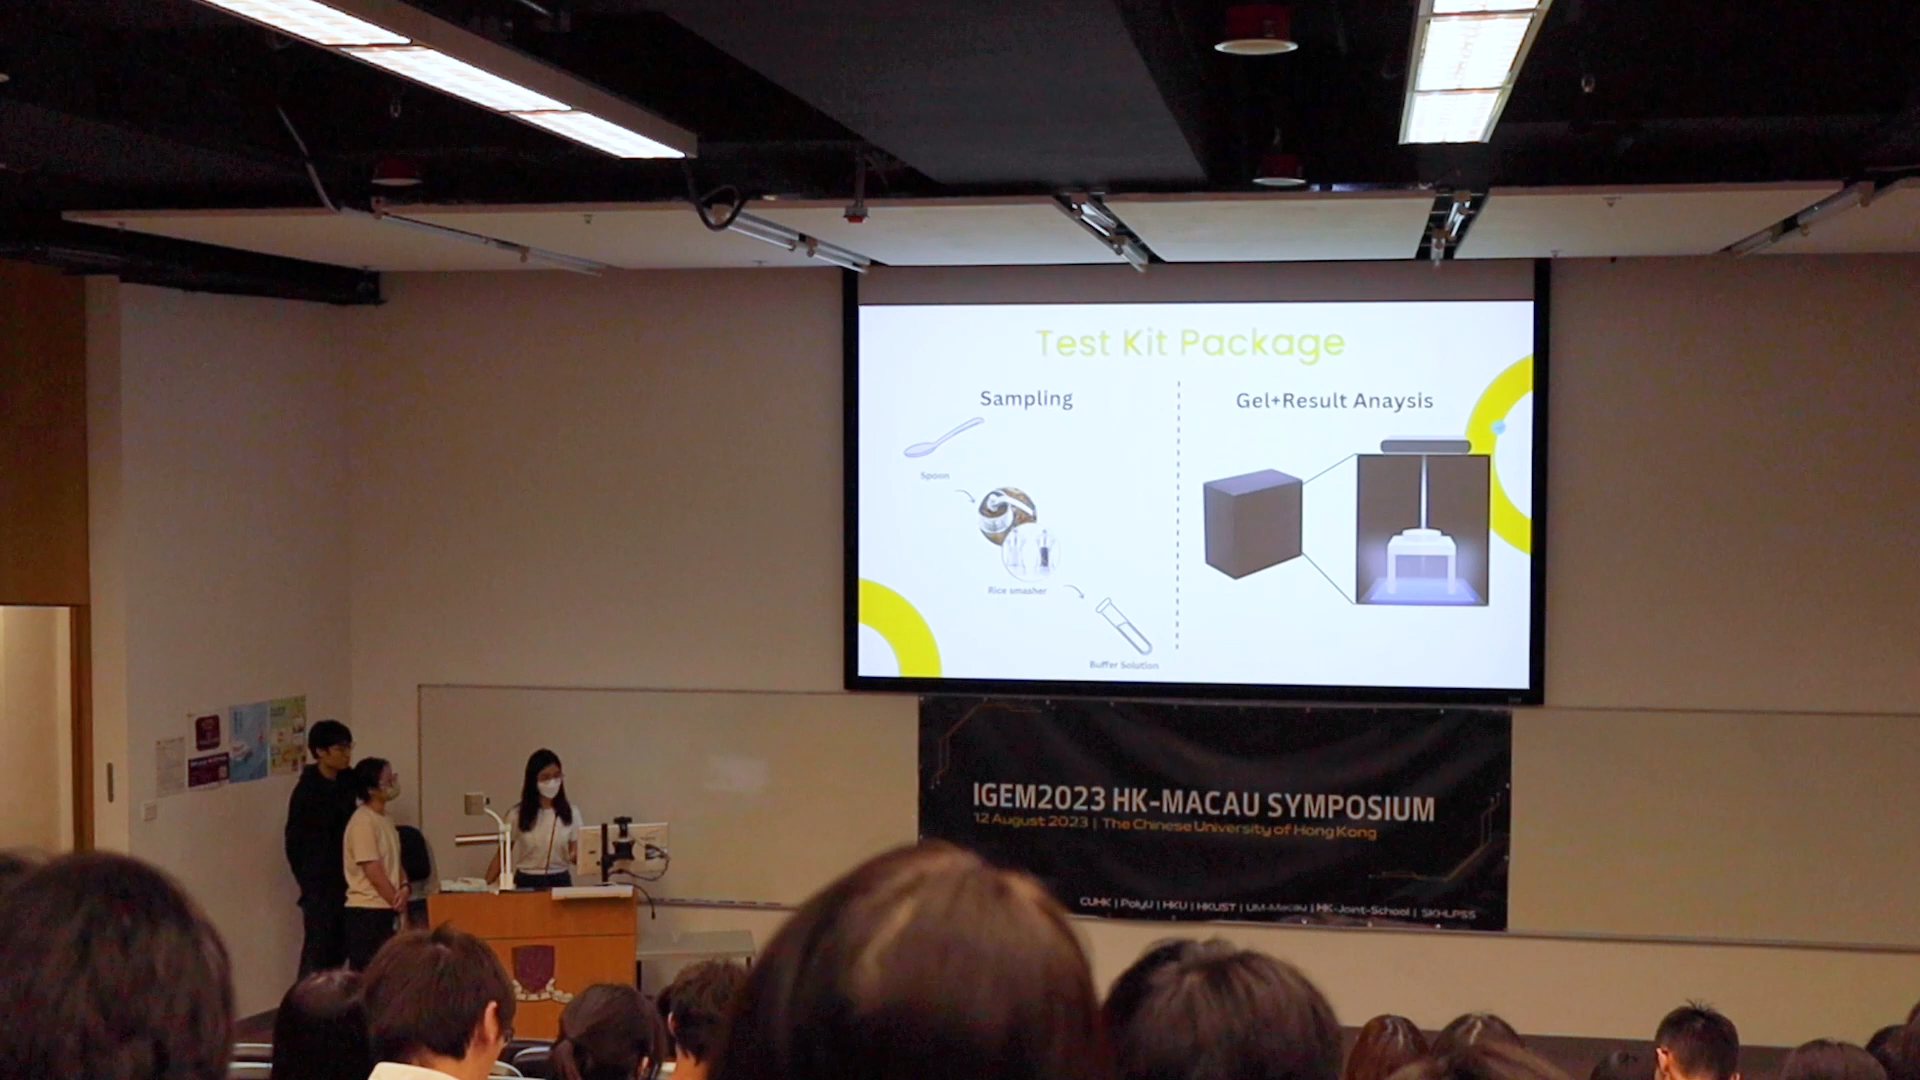 Test Kit Package
Sampling
Gel+Result Anaysis
Spoon
Rice smasher
Buffer Solution
IGEM2023 HK-MACAU SYMPOSIUM
12 August 2023 | The Chinese University of Hong Kong
CUHK | PolyU | HKU | HKUST | UM-Macau | HK-Joint-School | SKHLPSS